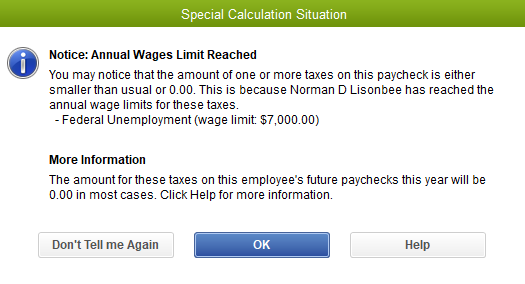 Special Calculation Situation
Notice: Annual Wages Limit Reached
You may notice that the amount of one or more taxes on this paycheck is either
smaller than usual or 0.00. This is because Norman D Lisonbee has reached the
annual wage limits for these taxes.
- Federal Unemployment (wage limit: $7,000.00)
More Information
The amount for these taxes on this employee's future paychecks this year will be
0.00 in most cases. Click Help for more information.
Don't Tell me Again
OK
Help